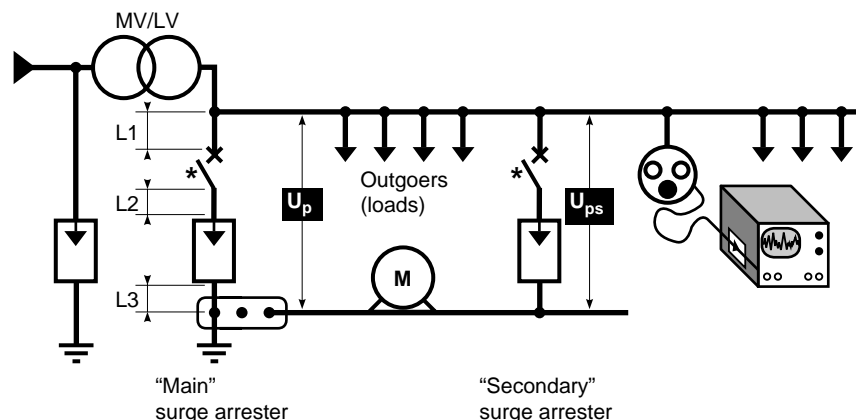 MV/LV
L1
*
L2
L3
Up
Outgoers
(loads)
M
*
Ups
“Main”
surge arrester
“Secondary”
surge arrester